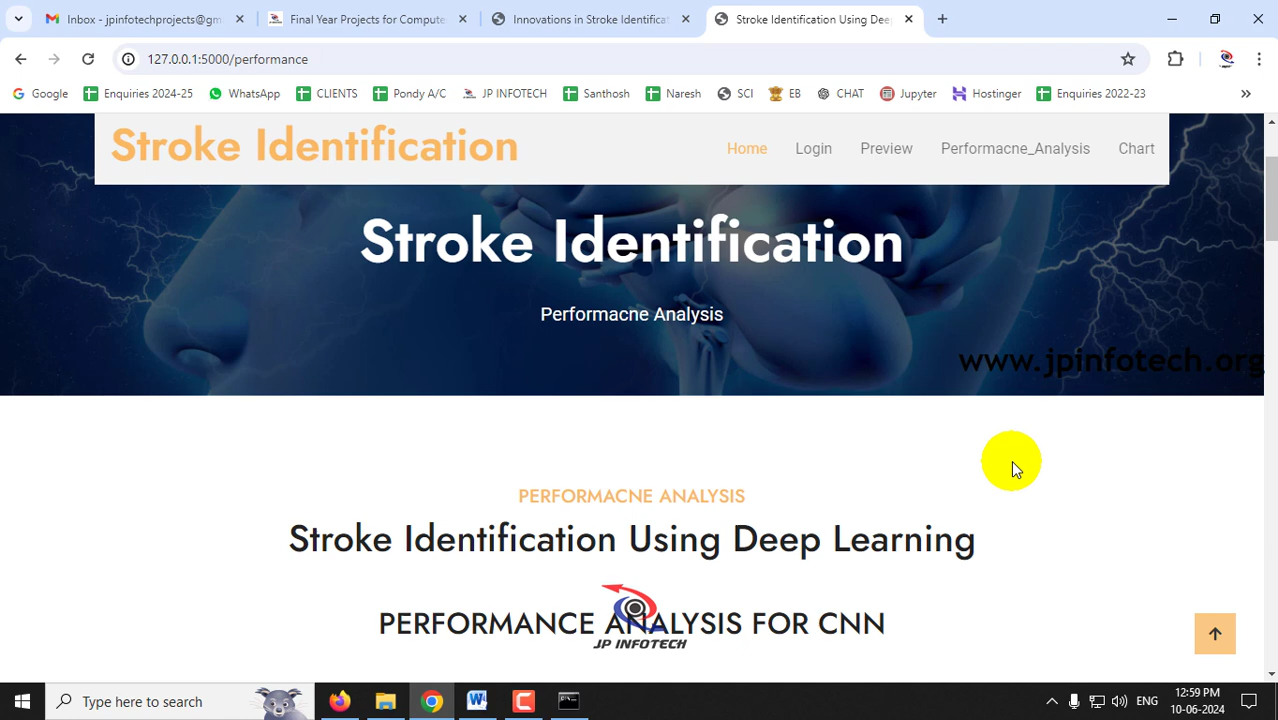 Inbox - jpinfotechprojects@gm
Final Year Projects for Compute
Innovations in Stroke Identificat
Stroke Identification Using Dee
127.0.0.1:5000/performance
Google
Enquiries 2024-25
WhatsApp
CLIENTS
Pondy A/C
JP INFOTECH
Santhosh
Naresh
SCI
EB
CHAT
Jupyter
Hostinger
Enquiries 2022-23
Stroke Identification
Home
Login
Preview
Performacne_Analysis
Chart
Stroke Identification
Performacne Analysis
www.jpinfotech.org
PERFORMACNE ANALYSIS
Stroke Identification Using Deep Learning
PERFORMANCE ANALYSIS FOR CNN
JP INFOTECH
Type here to search
ENG
12:59 PM
10-06-2024